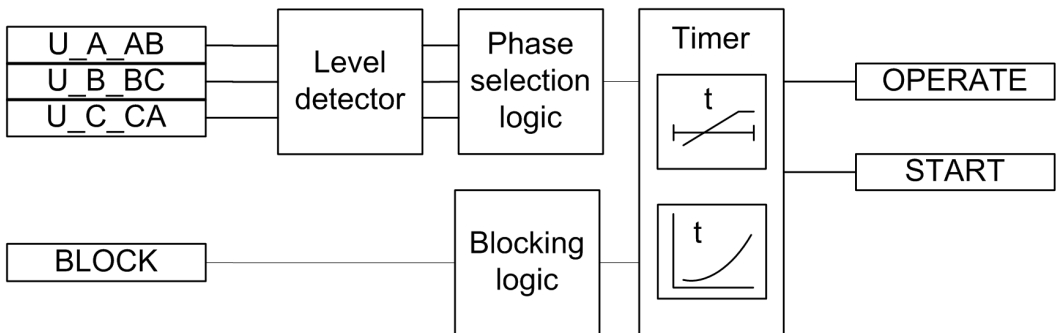 U_A_AB
U_B_BC
U_C_CA
Level
detector
Phase
selection
logic
Timer
t
t
OPERATE
START
BLOCK
Blocking
logic